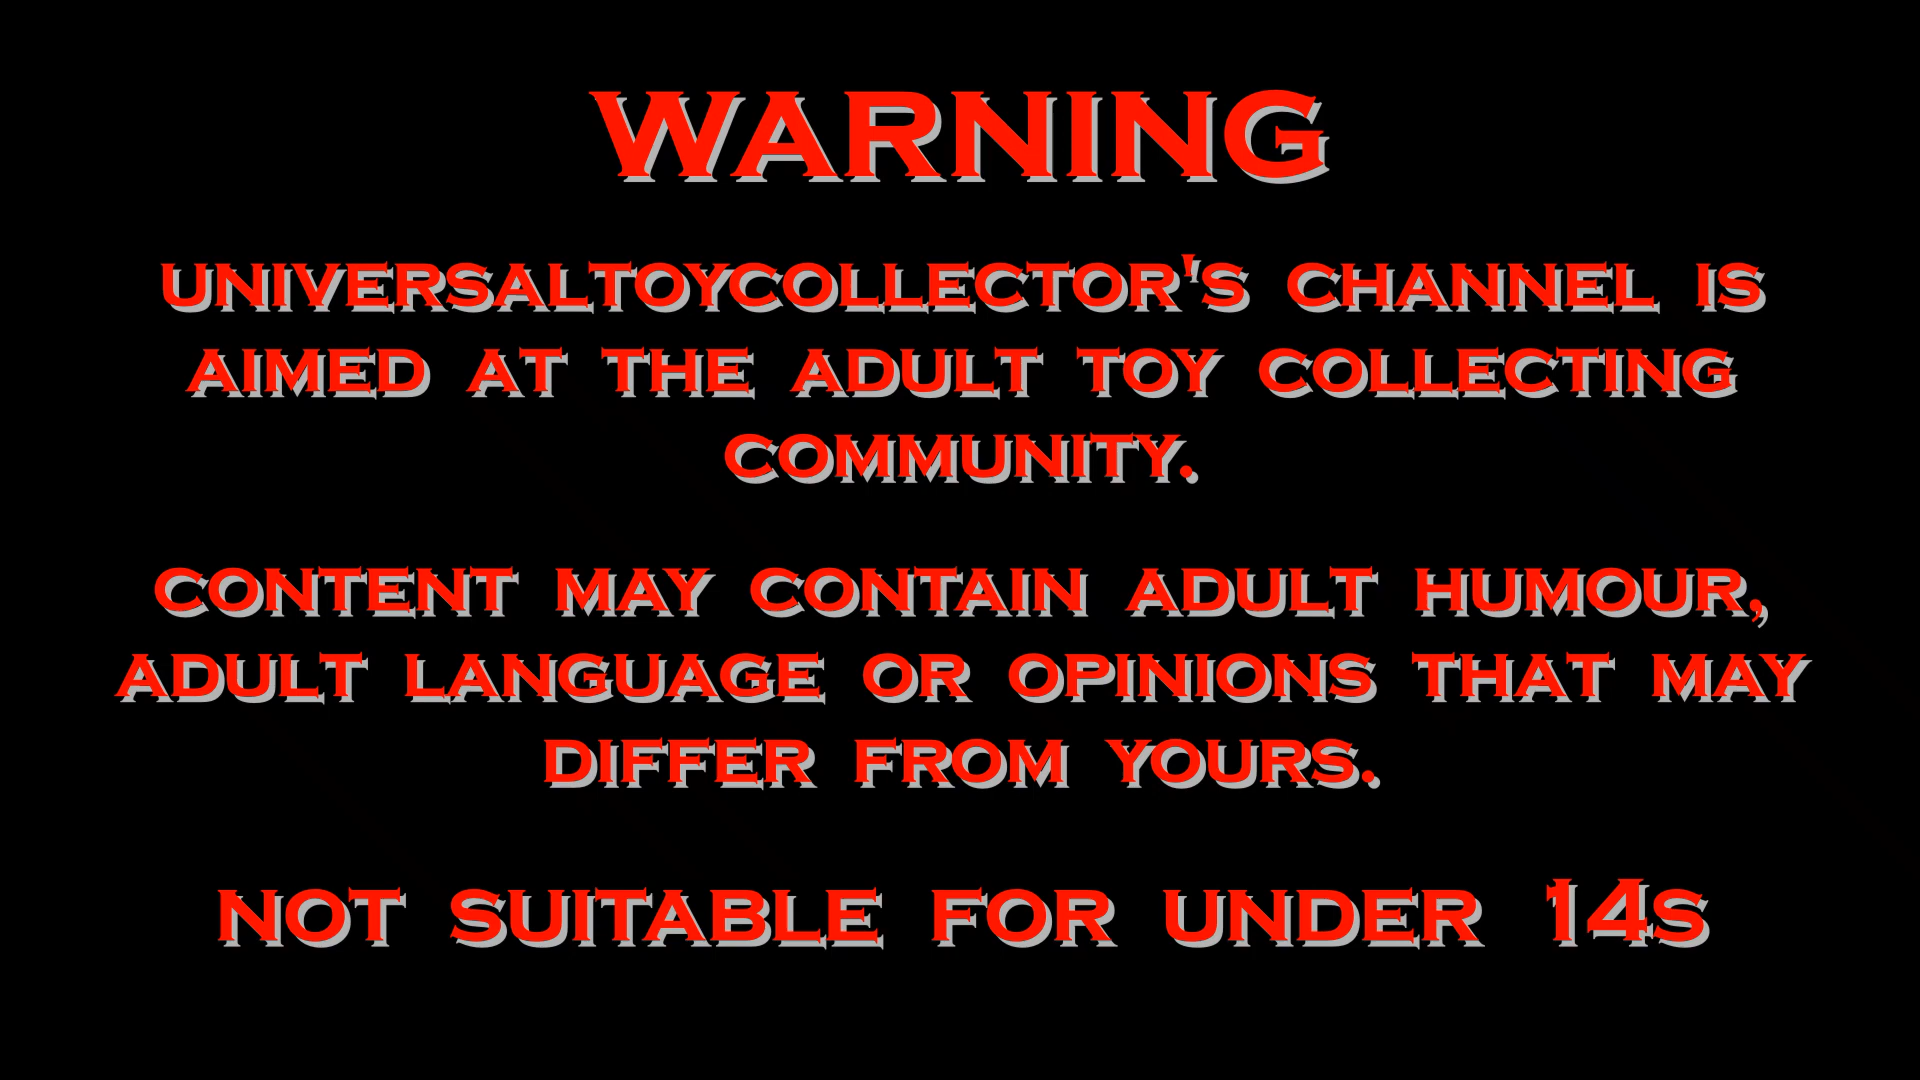 WARNING
UNIVERSALTOYCOLLECTOR'S CHANNEL IS
AIMED AT THE ADULT TOY COLLECTING
COMMUNITY.
CONTENT MAY CONTAIN ADULT HUMOUR,
ADULT LANGUAGE OR OPINIONS THAT MAY
DIFFER FROM YOURS.
NOT SUITABLE FOR UNDER 14S